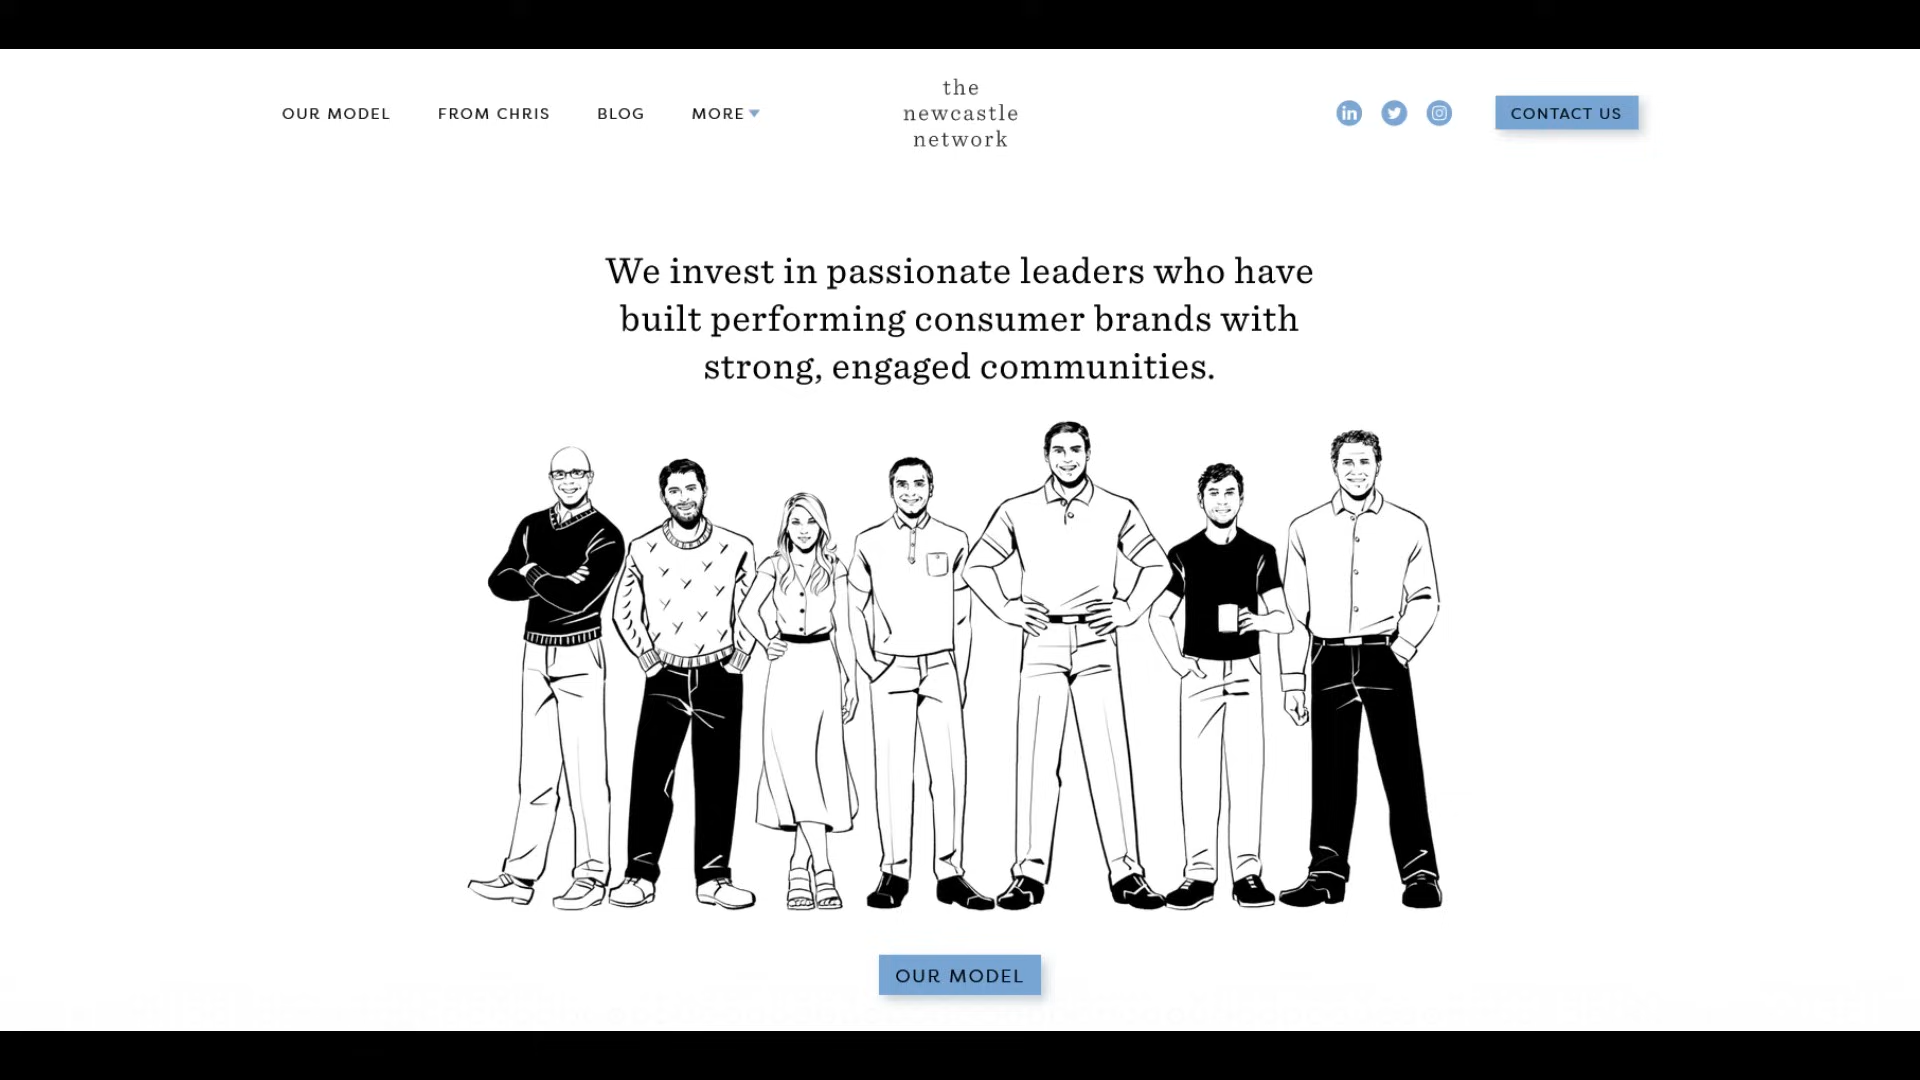 OUR MODEL
FROM CHRIS
BLOG
MORE
the
newcastle
network
in
CONTACT US
We invest in passionate leaders who have
built performing consumer brands with
strong, engaged communities.
OUR MODEL